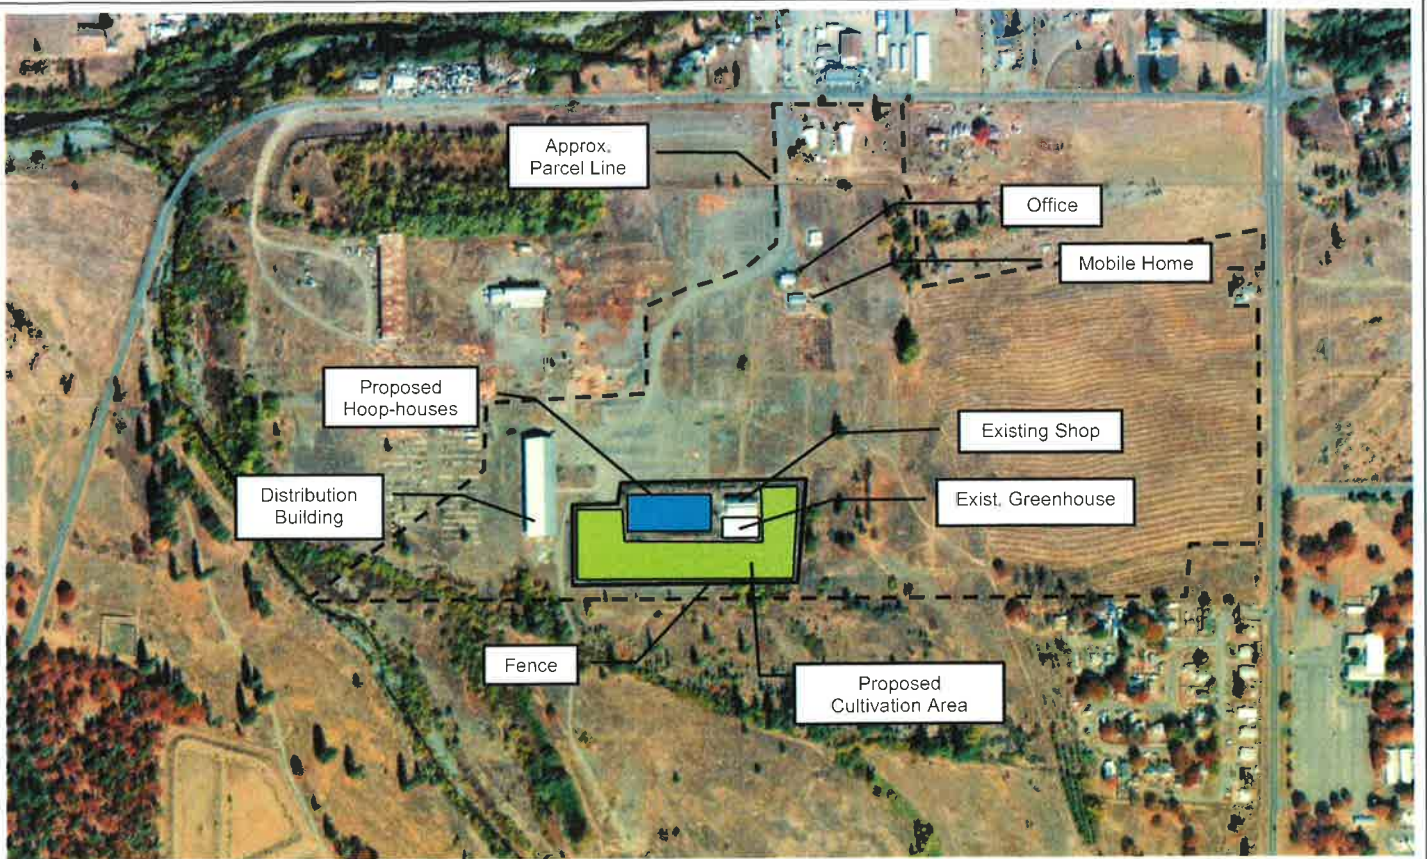 Approx.
Parcel Line
Office
Mobile Home
Proposed
Hoop-houses
Existing Shop
Distribution
Building
Exist. Greenhouse
Fence
Proposed
Cultivation Area